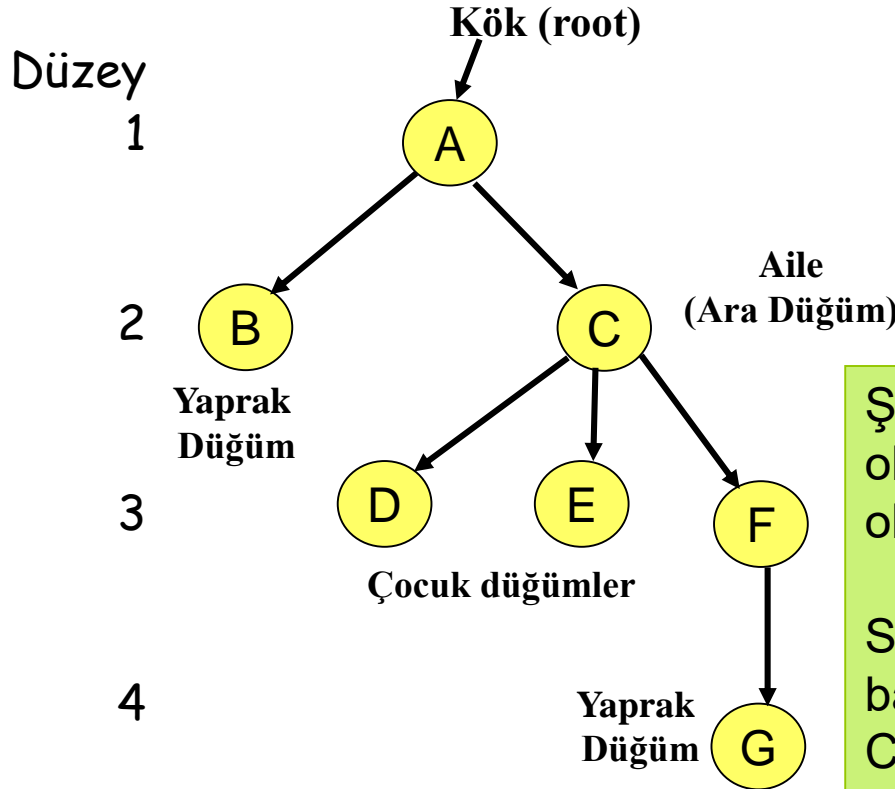 Kök (root)
Düzey
1
A
2
B
C
Aile
(Ara Düğüm)
Yaprak
Düğüm
3
D
E
F
Çocuk düğümler
4
Yaprak
Düğüm
G